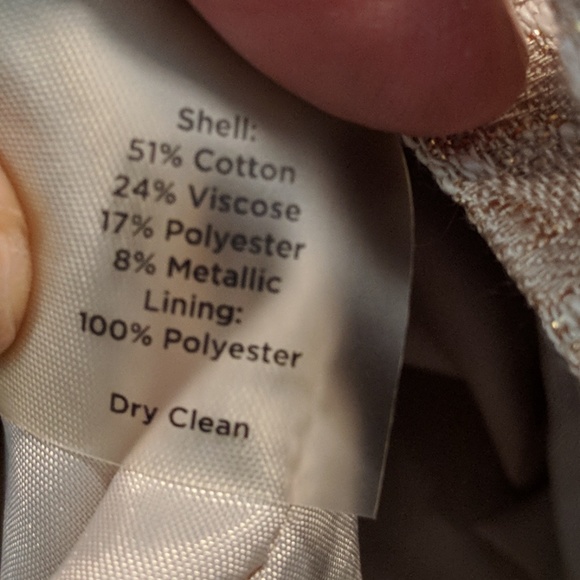 Shell:
51% Cotton
24% Viscose
17% Polyester
8% Metallic
Lining:
100% Polyester
Dry Clean